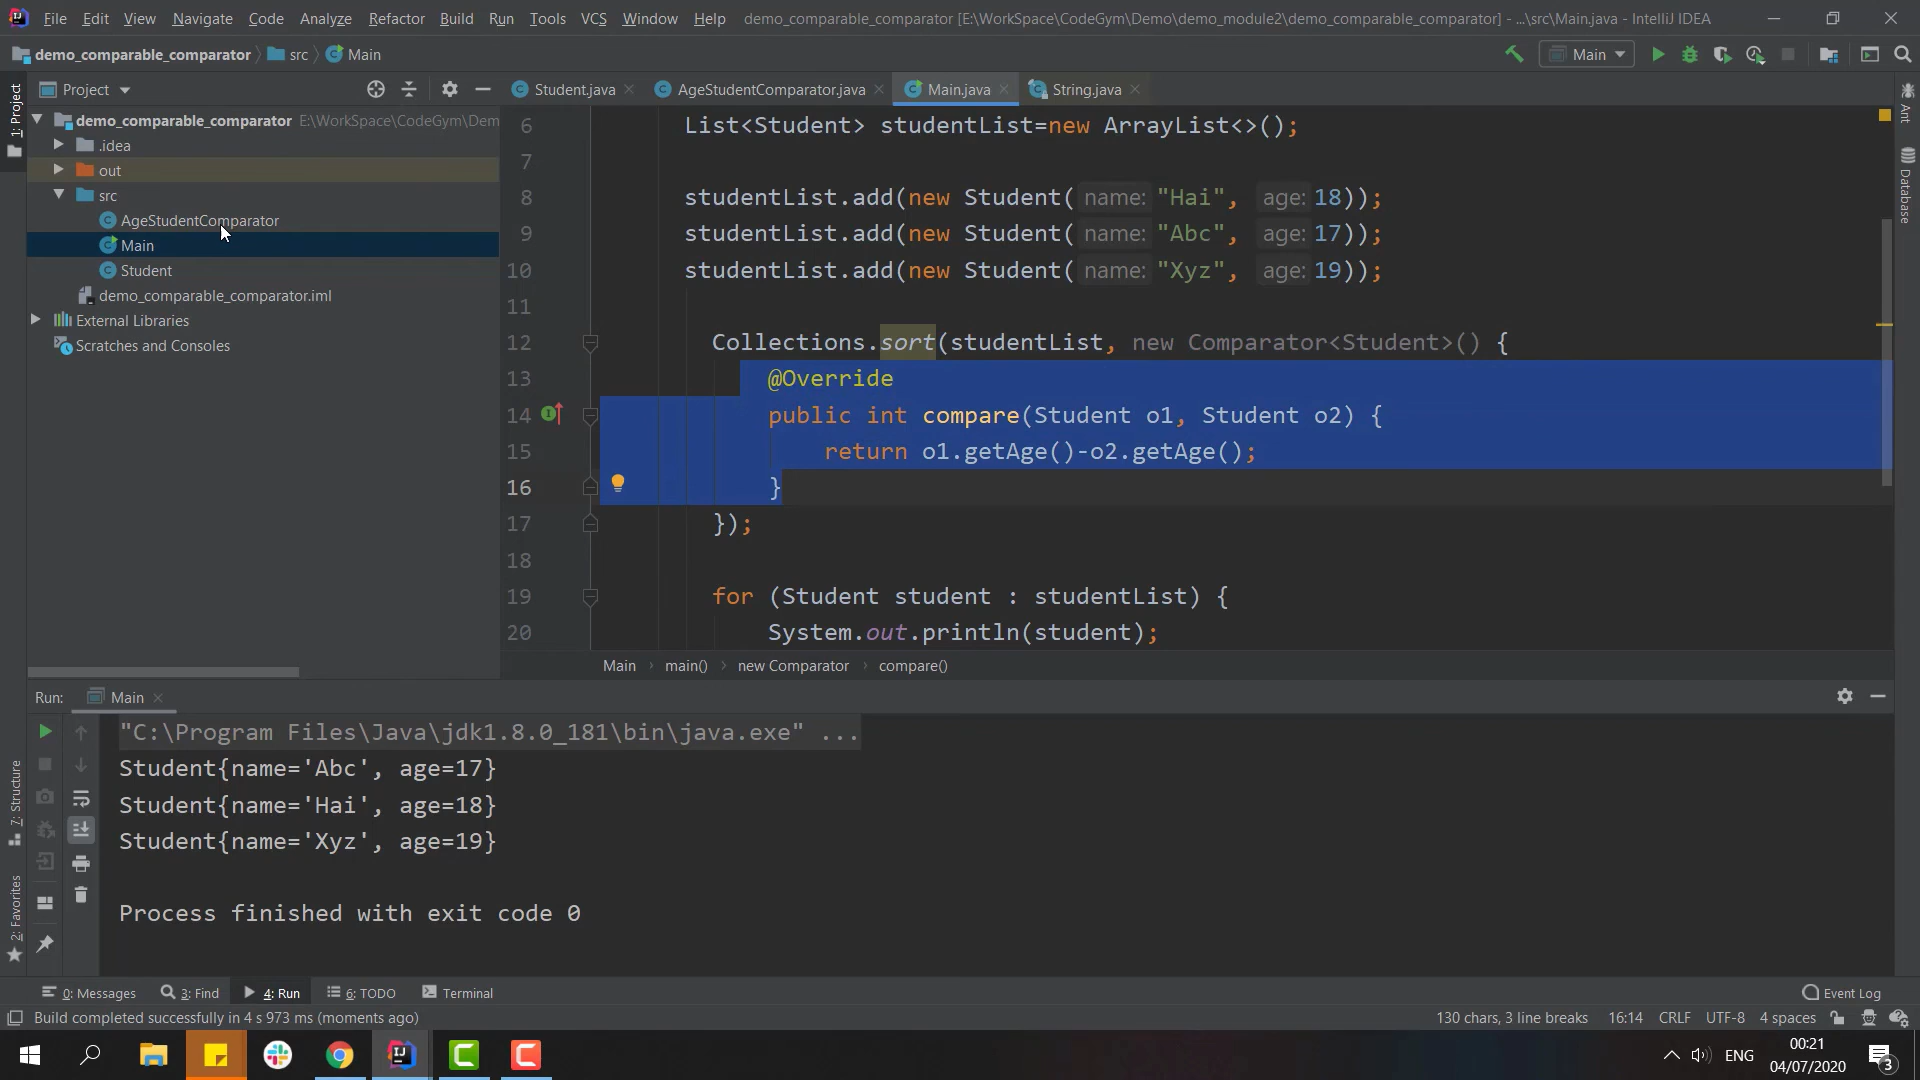 File Edit View Navigate Code Analyze Refactor Build Run Tools VCS Window Help demo_comparable_comparator [E:\WorkSpace\CodeGym\Demo\demo_module2\demo_comparable_comparator] - ...\src\Main.java - IntelliJ IDEA
demo_comparable_comparator src Main Main
1: Project
Project
Student.java AgeStudentComparator.java Main.java String.java
Ant
Database
demo_comparable_comparator E:\WorkSpace\CodeGym\Dem
.idea
out
src
AgeStudentComparator
Main
Student
demo_comparable_comparator.iml
External Libraries
Scratches and Consoles
6 List<Student> studentList=new ArrayList<>();
7
8 studentList.add(new Student( name: "Hai", age: 18));
9 studentList.add(new Student( name: "Abc", age: 17));
10 studentList.add(new Student( name: "Xyz", age: 19));
11
12 Collections.sort(studentList, new Comparator<Student>() {
13 @Override
14 public int compare(Student o1, Student o2) {
15 return o1.getAge()-o2.getAge();
16 }
17 });
18
19 for (Student student : studentList) {
20 System.out.println(student);
Main main() new Comparator compare()
Run: Main
"C:\Program Files\Java\jdk1.8.0_181\bin\java.exe" ...
Student{name='Abc', age=17}
Student{name='Hai', age=18}
Student{name='Xyz', age=19}
Process finished with exit code 0
7: Structure
2: Favorites
0: Messages 3: Find 4: Run 6: TODO Terminal Event Log
Build completed successfully in 4 s 973 ms (moments ago) 130 chars, 3 line breaks 16:14 CRLF UTF-8 4 spaces
ENG
00:21
04/07/2020
3